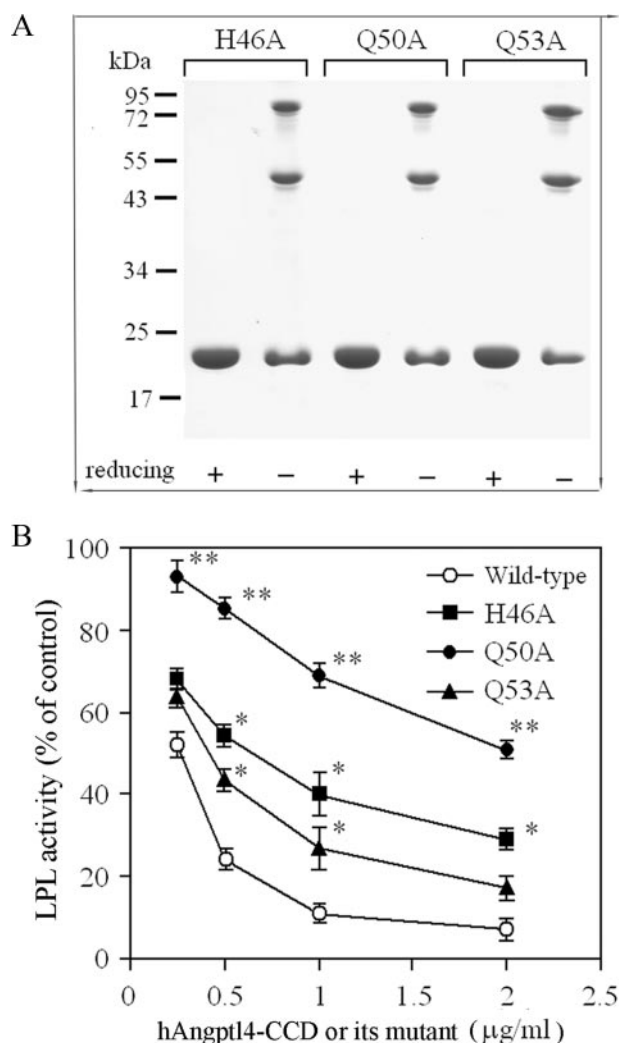 A
H46A Q50A Q53A
kDa
95
72
55
43
34
25
17
reducing + − + − + −
B
100
80
60
40
20
0
LPL activity (% of control)
**
**
**
**
*
*
*
*
*
Wild-type
H46A
Q50A
Q53A
0 0.5 1 1.5 2 2.5
hAngptl4-CCD or its mutant (μg/ml)